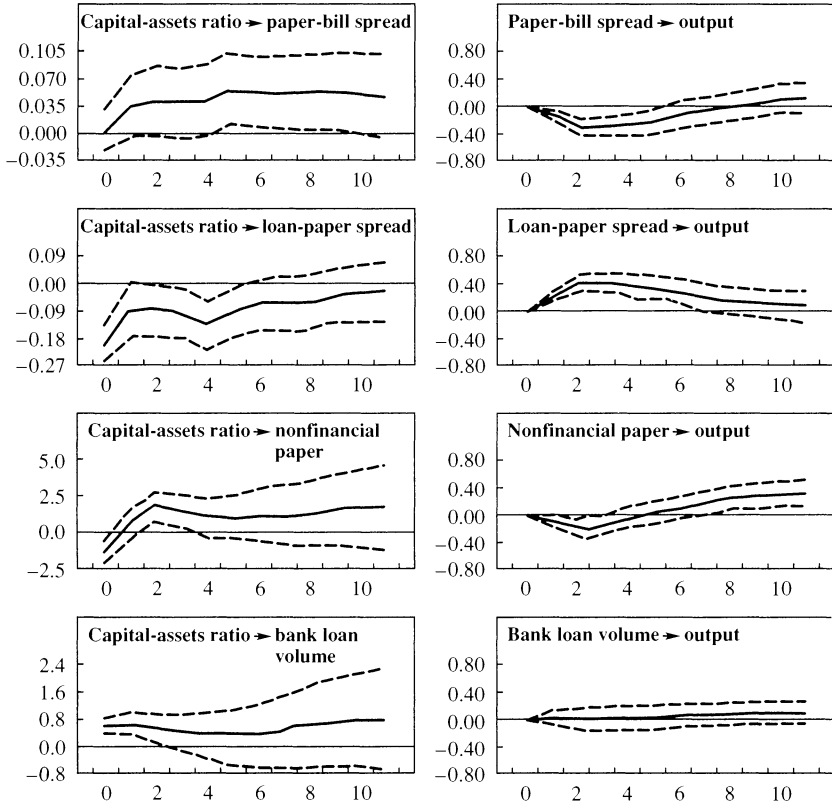 Capital-assets ratio → paper-bill spread
0.105
0.070
0.035
0.000
−0.035
0 2 4 6 8 10
Paper-bill spread → output
0.80
0.40
0.00
−0.40
−0.80
0 2 4 6 8 10
Capital-assets ratio → loan-paper spread
0.09
0.00
−0.09
−0.18
−0.27
0 2 4 6 8 10
Loan-paper spread → output
0.80
0.40
0.00
−0.40
−0.80
0 2 4 6 8 10
Capital-assets ratio → nonfinancial
paper
5.0
2.5
0.0
−2.5
0 2 4 6 8 10
Nonfinancial paper → output
0.80
0.40
0.00
−0.40
−0.80
0 2 4 6 8 10
Capital-assets ratio → bank loan
volume
2.4
1.6
0.8
0.0
−0.8
0 2 4 6 8 10
Bank loan volume → output
0.80
0.40
0.00
−0.40
−0.80
0 2 4 6 8 10